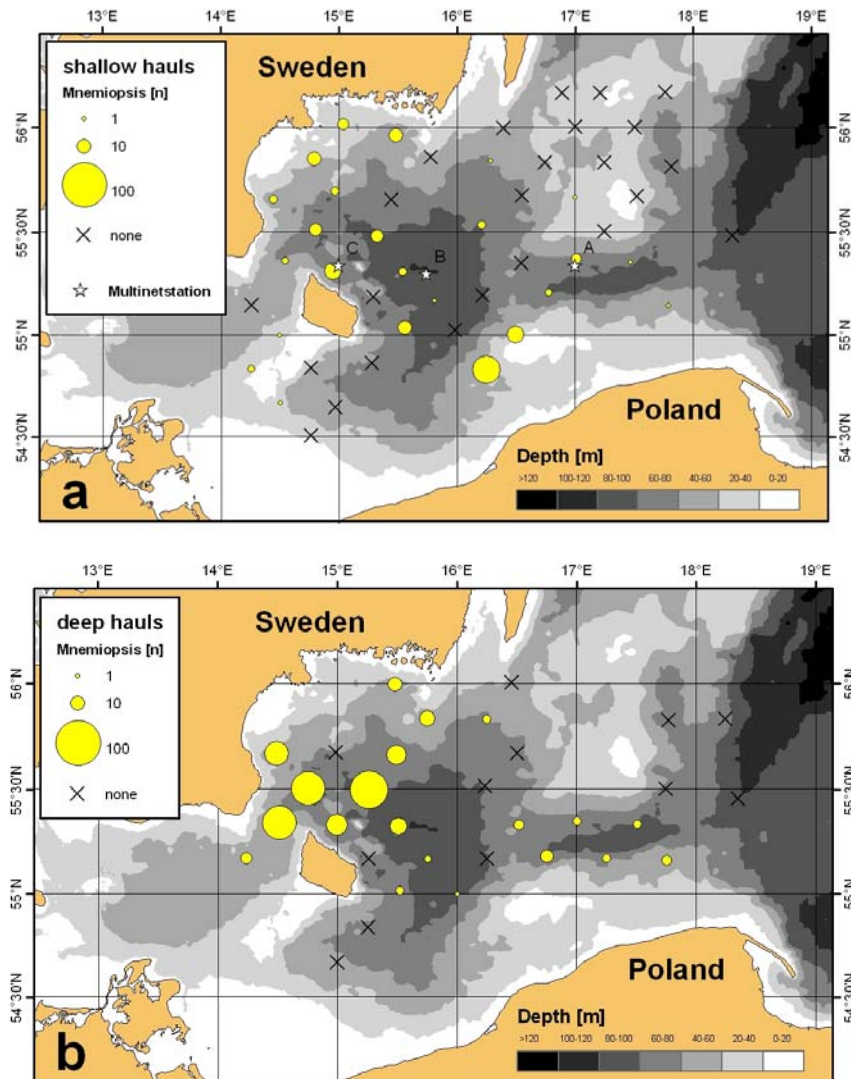 13°E 14°E 15°E 16°E 17°E 18°E 19°E
shallow hauls
Mnemiopsis [n]
1
10
100
none
Multinetstation
Sweden
56°N
56°N
55°30'N
55°30'N
C
B
A
55°N
55°N
54°30'N
54°30'N
Poland
Depth [m]
>120 100-120 80-100 60-80 40-60 20-40 0-20
a
13°E 14°E 15°E 16°E 17°E 18°E 19°E
deep hauls
Mnemiopsis [n]
1
10
100
none
Sweden
56°N
56°N
55°30'N
55°30'N
55°N
55°N
54°30'N
54°30'N
Poland
Depth [m]
>120 100-120 80-100 60-80 40-60 20-40 0-20
b